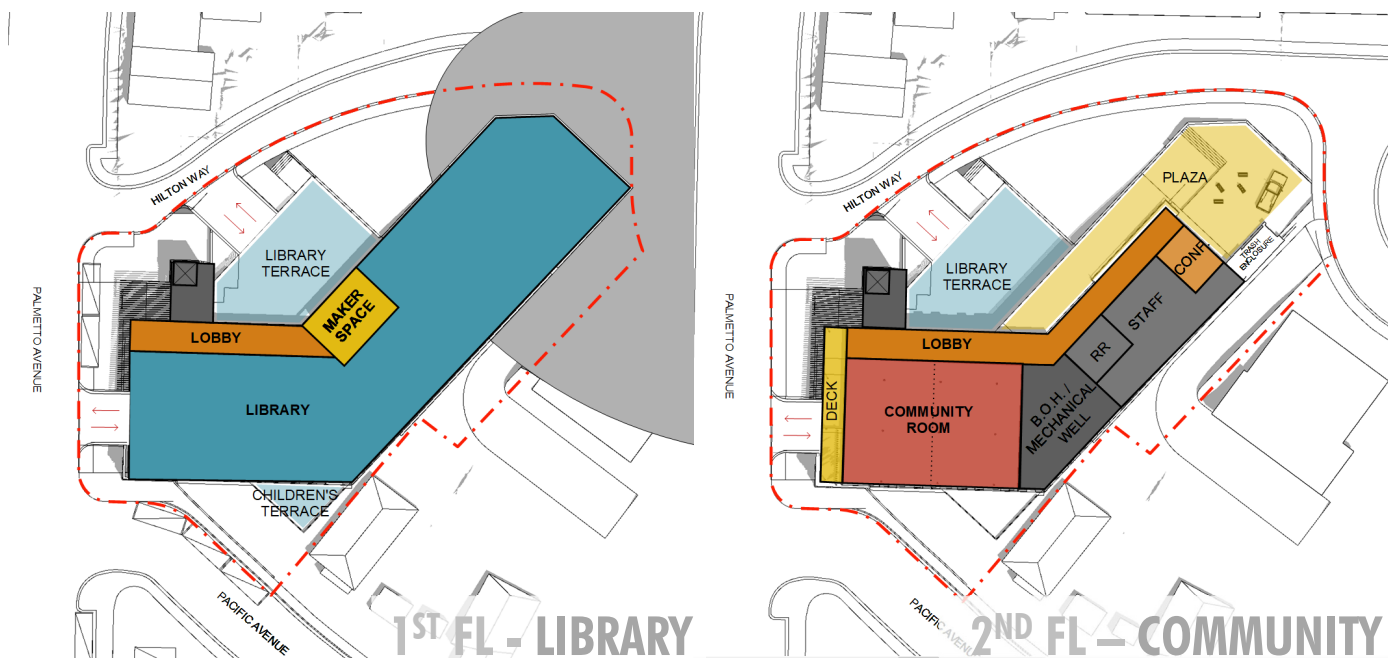 HILTON WAY
PALMETTO AVENUE
LIBRARY
TERRACE
MAKER
SPACE
LOBBY
LIBRARY
CHILDREN'S
TERRACE
PACIFIC AVENUE
1ST FL - LIBRARY
HILTON WAY
PALMETTO AVENUE
PLAZA
TRASH
ENCLOSURE
CONF.
LIBRARY
TERRACE
STAFF
RR
LOBBY
DECK
COMMUNITY
ROOM
B.O.H. /
MECHANICAL
WELL
PACIFIC AVENUE
2ND FL – COMMUNITY